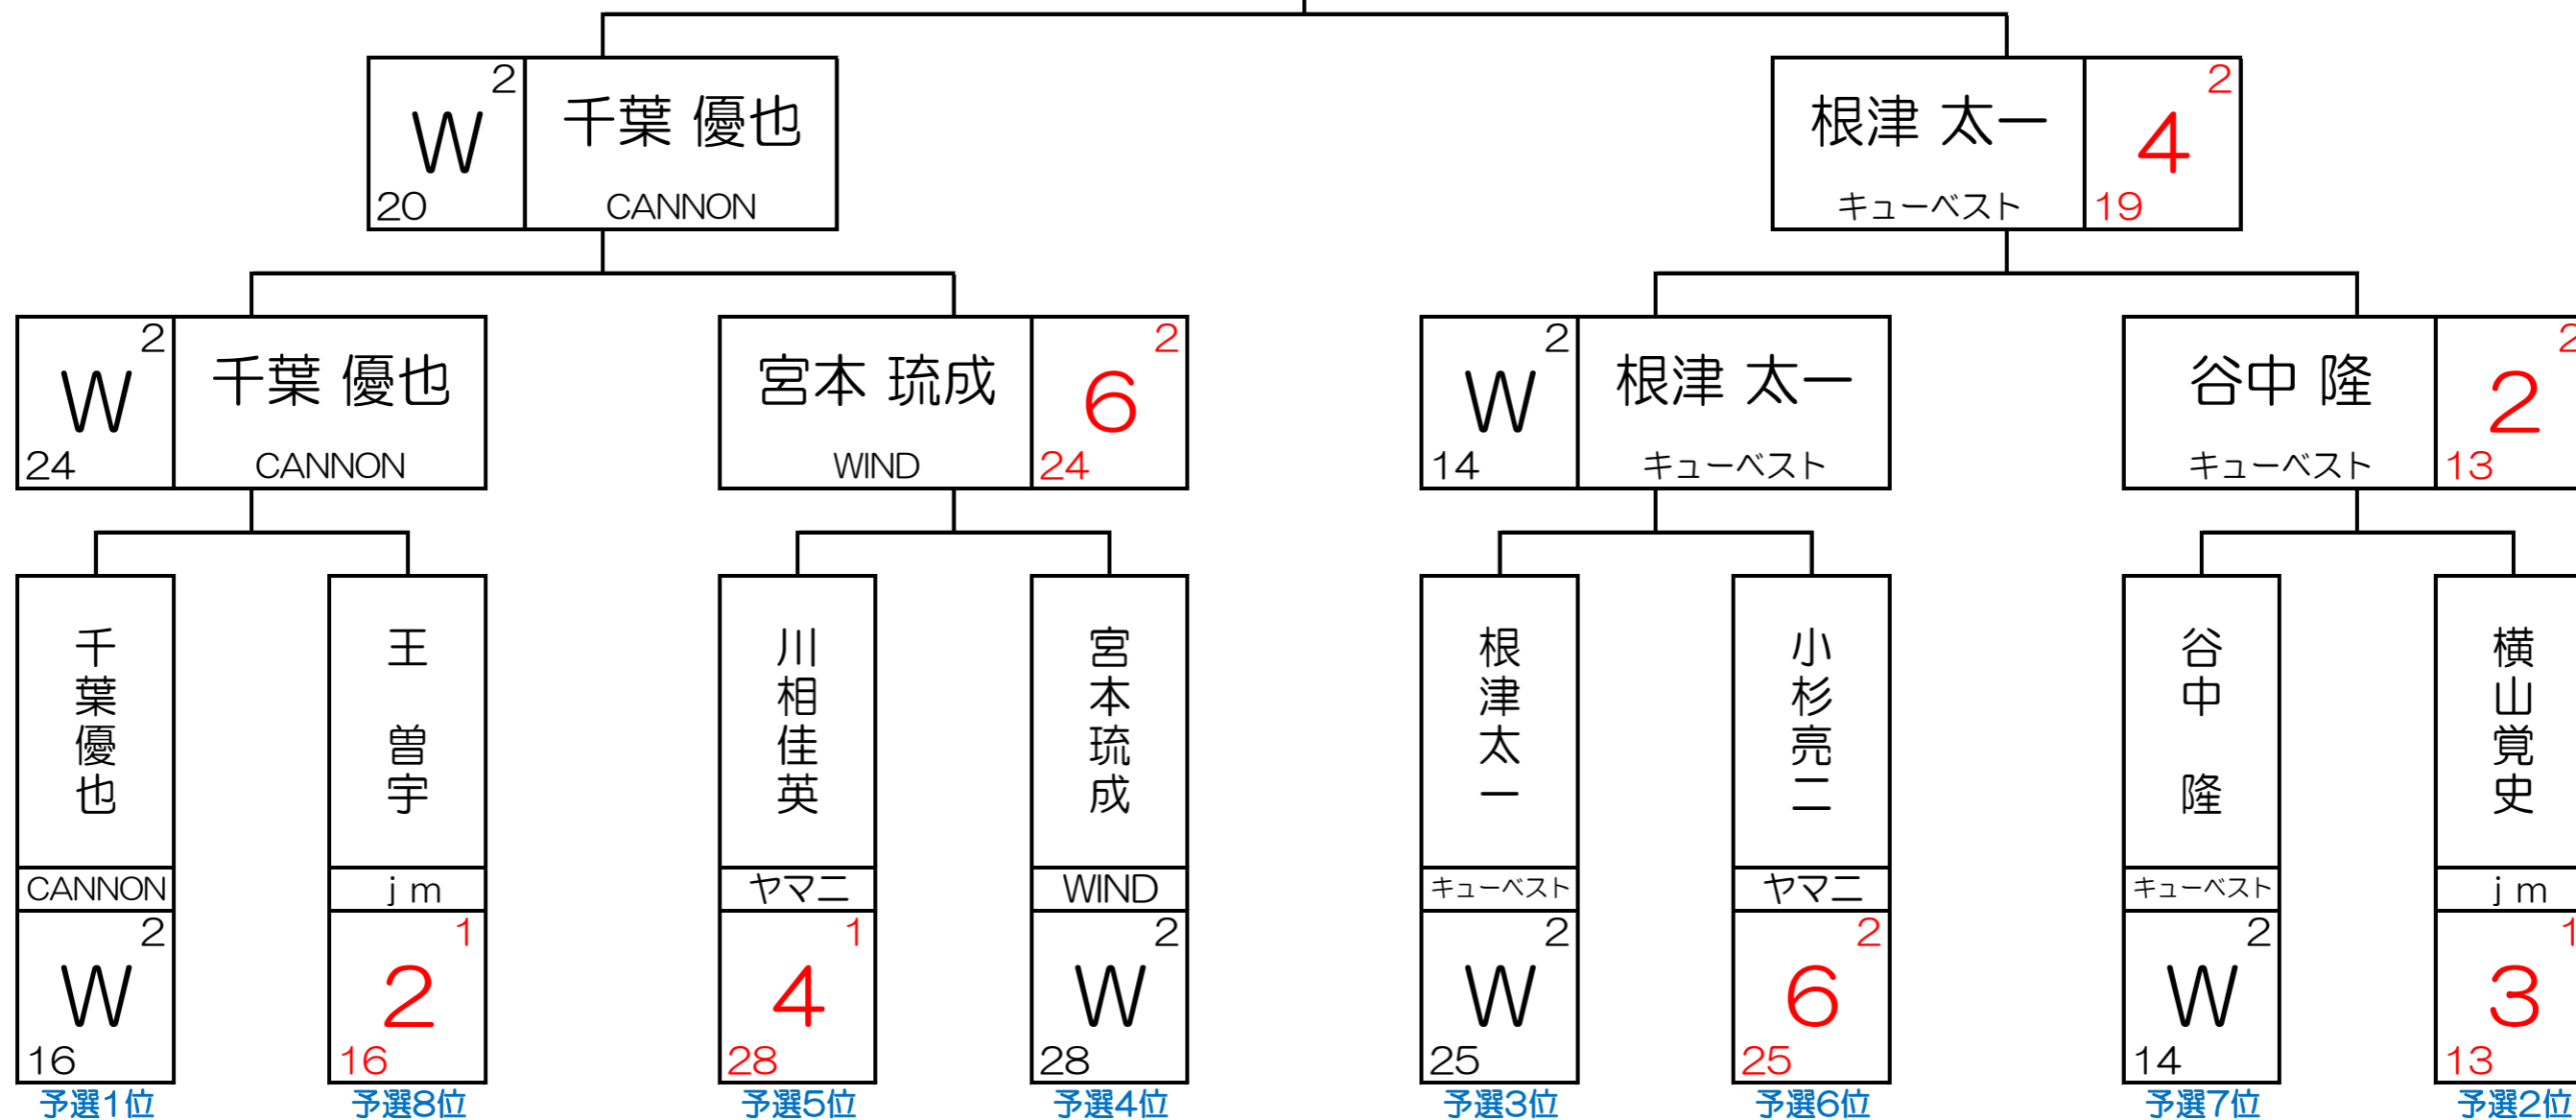 2
W
20
千葉 優也
CANNON
根津 太一
キューベスト
2
4
19
2
W
24
千葉 優也
CANNON
宮本 琉成
WIND
2
6
24
2
W
14
根津 太一
キューベスト
谷中 隆
キューベスト
2
2
13
千葉優也
CANNON
2
W
16
予選1位
王 曽宇
jm
1
2
16
予選8位
川相佳英
ヤマニ
1
4
28
予選5位
宮本琉成
WIND
2
W
28
予選4位
根津太一
キューベスト
2
W
25
予選3位
小杉亮二
ヤマニ
2
6
25
予選6位
谷中 隆
キューベスト
2
W
14
予選7位
横山覚史
jm
1
3
13
予選2位